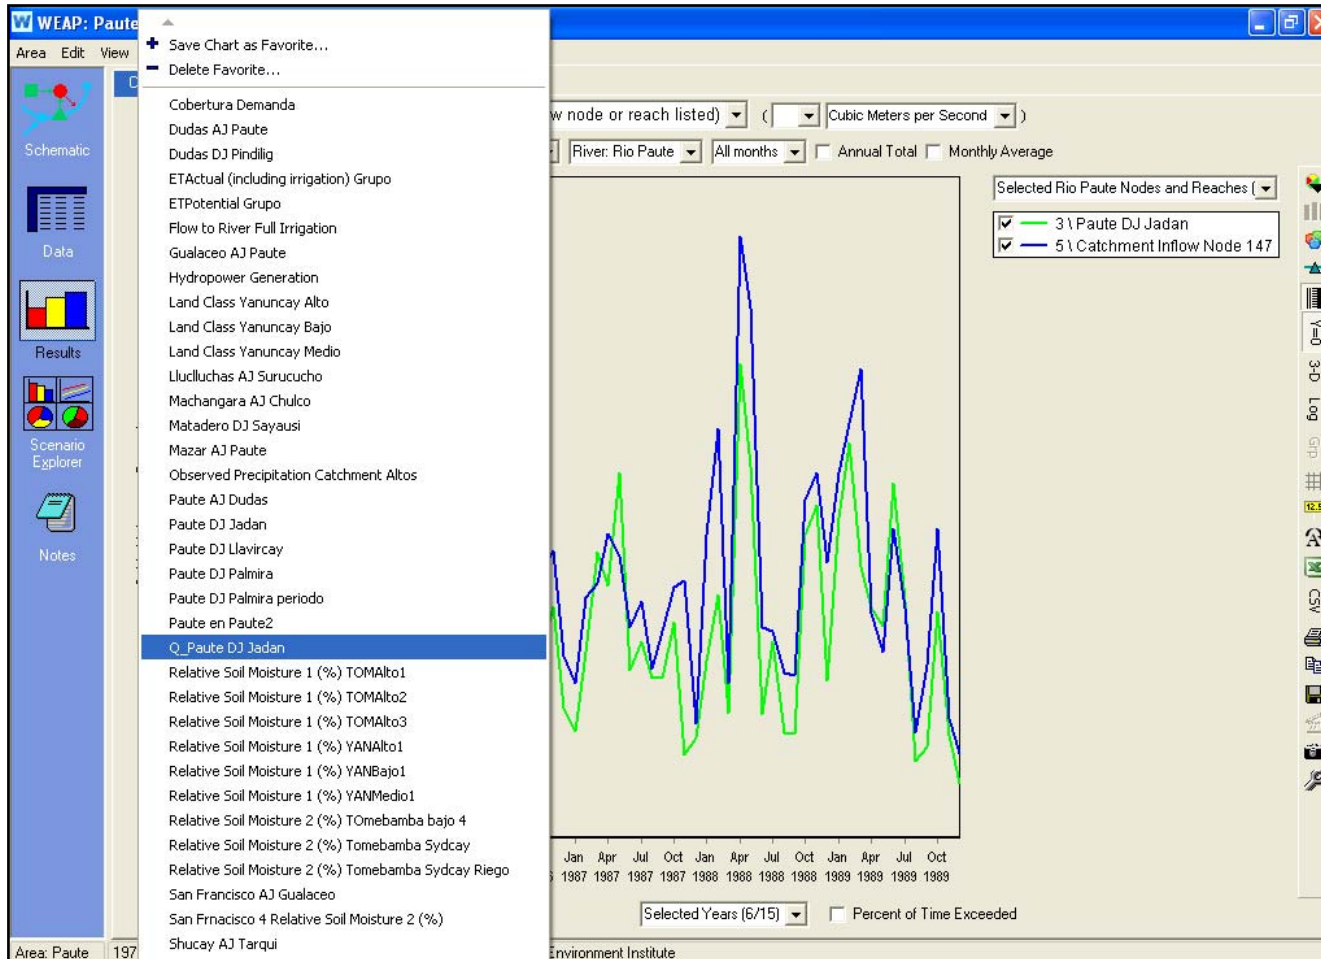 W WEAP: Paute
Area Edit View
Save Chart as Favorite...
Delete Favorite...
Cobertura Demanda
Dudas AJ Paute
Dudas DJ Pindilig
ETActual (including irrigation) Grupo
ETPotential Grupo
Flow to River Full Irrigation
Gualaceo AJ Paute
Hydropower Generation
Land Class Yanuncay Alto
Land Class Yanuncay Bajo
Land Class Yanuncay Medio
Lluclluchas AJ Surucucho
Machangara AJ Chulco
Matadero DJ Sayausi
Mazar AJ Paute
Observed Precipitation Catchment Altos
Paute AJ Dudas
Paute DJ Jadan
Paute DJ Llavircay
Paute DJ Palmira
Paute DJ Palmira periodo
Paute en Paute2
Q_Paute DJ Jadan
Relative Soil Moisture 1 (%) TOMAlto1
Relative Soil Moisture 1 (%) TOMAlto2
Relative Soil Moisture 1 (%) TOMAlto3
Relative Soil Moisture 1 (%) YANAlto1
Relative Soil Moisture 1 (%) YANBajo1
Relative Soil Moisture 1 (%) YANMedio1
Relative Soil Moisture 2 (%) TOmebamba bajo 4
Relative Soil Moisture 2 (%) Tomebamba Sydcay
Relative Soil Moisture 2 (%) Tomebamba Sydcay Riego
San Francisco AJ Gualaceo
San Frnacisco 4 Relative Soil Moisture 2 (%)
Shucay AJ Tarqui
Schematic
Data
Results
Scenario
Explorer
Notes
w node or reach listed) ( Cubic Meters per Second )
River: Rio Paute All months Annual Total Monthly Average
Selected Rio Paute Nodes and Reaches (
3 \ Paute DJ Jadan
5 \ Catchment Inflow Node 147
Y=0
3-D
Log
Grp
12.5
CSV
Jan Apr Jul Oct Jan Apr Jul Oct Jan Apr Jul Oct
1987 1987 1987 1987 1988 1988 1988 1988 1989 1989 1989 1989
Selected Years (6/15) Percent of Time Exceeded
Area: Paute 197 Environment Institute